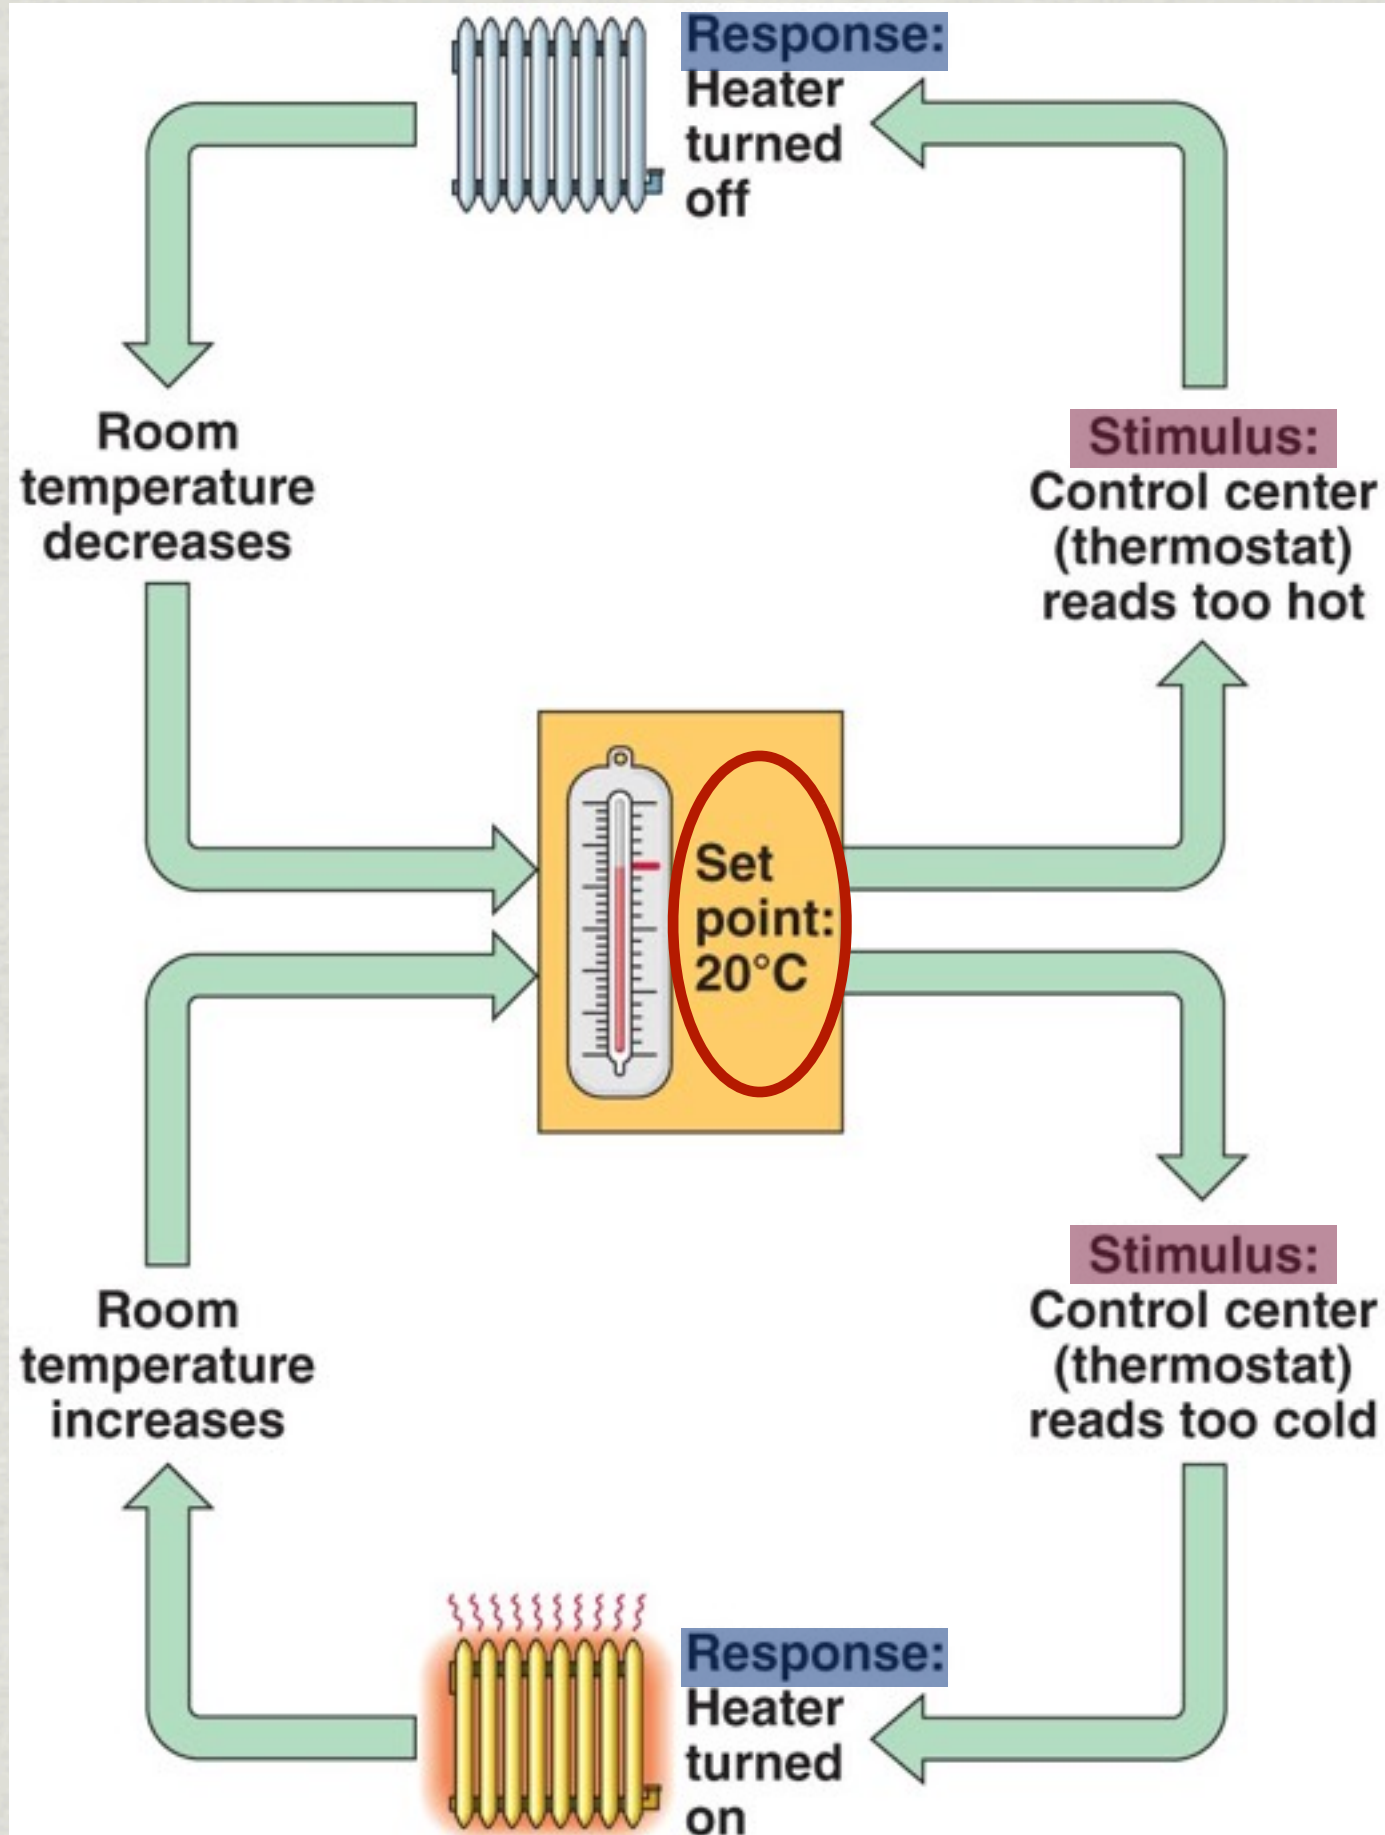 Response:
Heater
turned
off
Room
temperature
decreases
Stimulus:
Control center
(thermostat)
reads too hot
Set
point:
20°C
Room
temperature
increases
Stimulus:
Control center
(thermostat)
reads too cold
Response:
Heater
turned
on